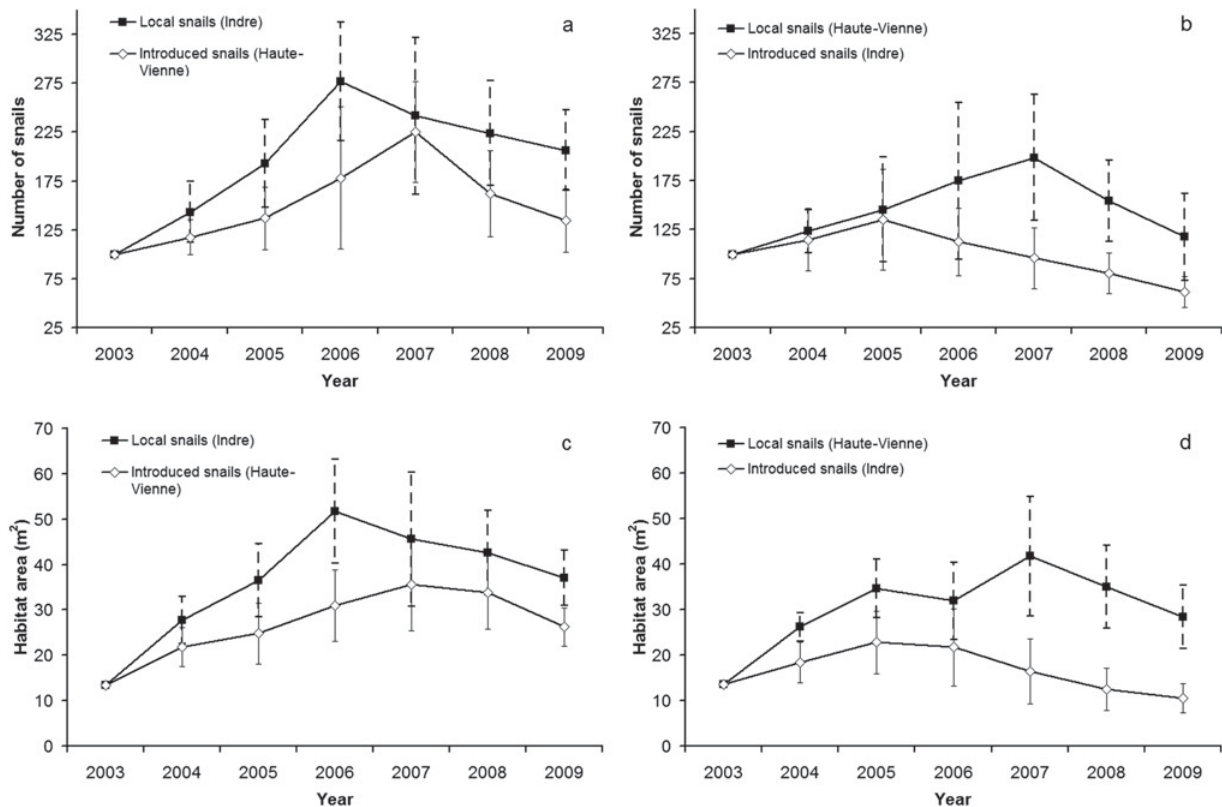 a
Local snails (Indre)
Introduced snails (Haute-
Vienne)
325
275
225
175
125
75
25
Number of snails
2003 2004 2005 2006 2007 2008 2009
Year
b
Local snails (Haute-Vienne)
Introduced snails (Indre)
325
275
225
175
125
75
25
Number of snails
2003 2004 2005 2006 2007 2008 2009
Year
c
Local snails (Indre)
Introduced snails (Haute-
Vienne)
70
60
50
40
30
20
10
0
Habitat area (m²)
2003 2004 2005 2006 2007 2008 2009
Year
d
Local snails (Haute-Vienne)
Introduced snails (Indre)
70
60
50
40
30
20
10
0
Habitat area (m²)
2003 2004 2005 2006 2007 2008 2009
Year